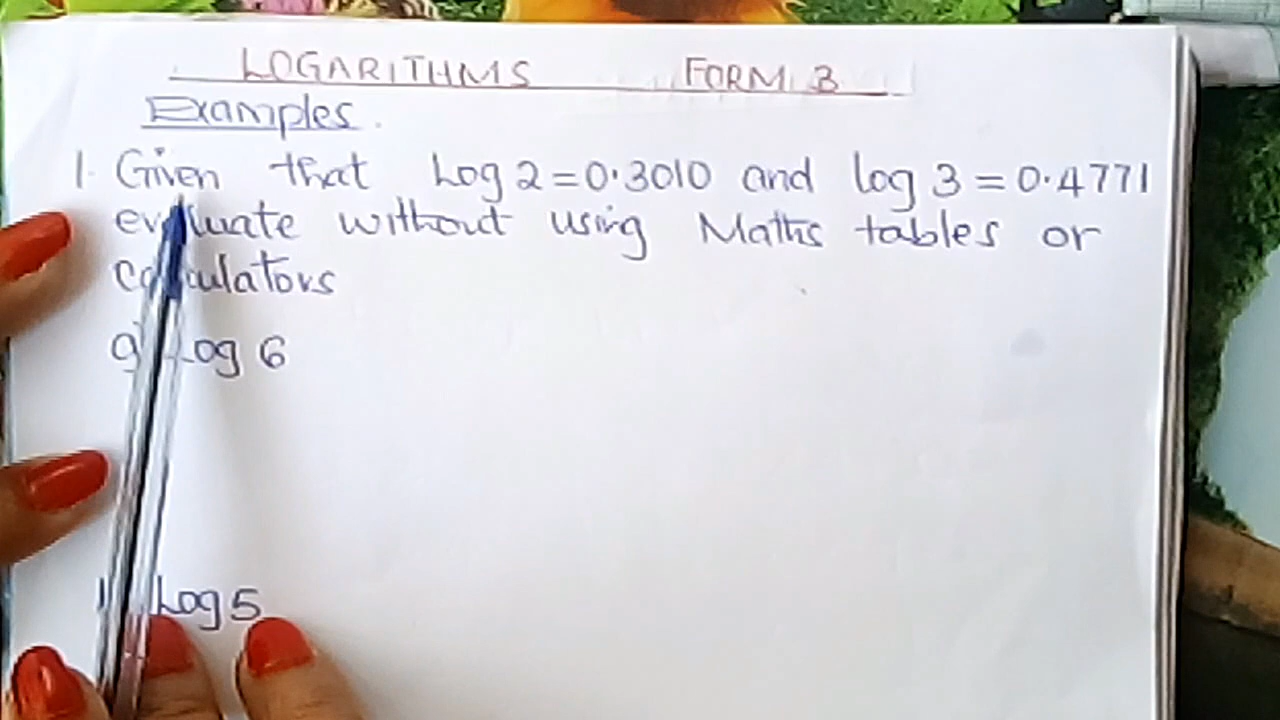 LOGARITHMS FORM 3
Examples.
1. Given that Log 2 = 0.3010 and log 3 = 0.4771
evaluate without using Maths tables or
calculators
Log 6
Log 5